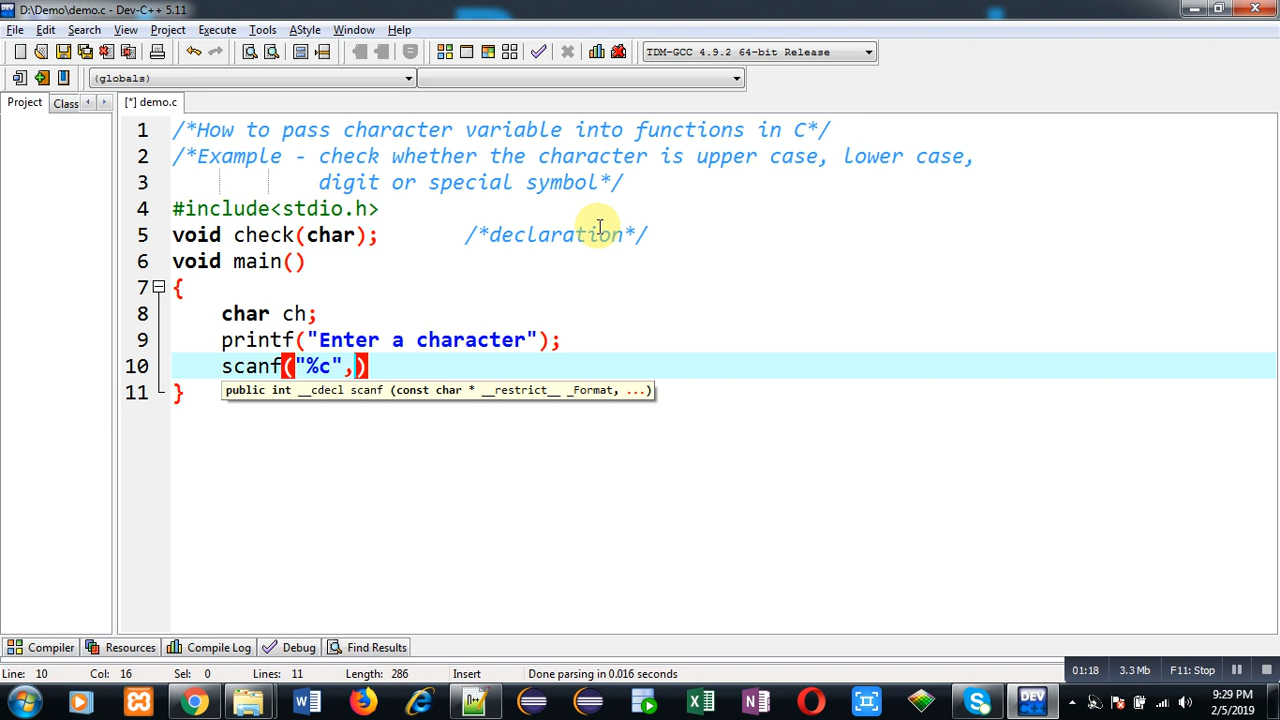 D:\Demo\demo.c - Dev-C++ 5.11
File Edit Search View Project Execute Tools AStyle Window Help
TDM-GCC 4.9.2 64-bit Release
(globals)
Project Class [*] demo.c
1 /*How to pass character variable into functions in C*/
2 /*Example - check whether the character is upper case, lower case,
3 digit or special symbol*/
4 #include<stdio.h>
5 void check(char); /*declaration*/
6 void main()
7 {
8 char ch;
9 printf("Enter a character");
10 scanf("%c",)
public int __cdecl scanf (const char * __restrict__ _Format, ...)
11 }
Compiler Resources Compile Log Debug Find Results
Line: 10 Col: 16 Sel: 0 Lines: 11 Length: 286 Insert Done parsing in 0.016 seconds 01:18 3.3 Mb F11: Stop
DEV 9:29 PM
2/5/2019